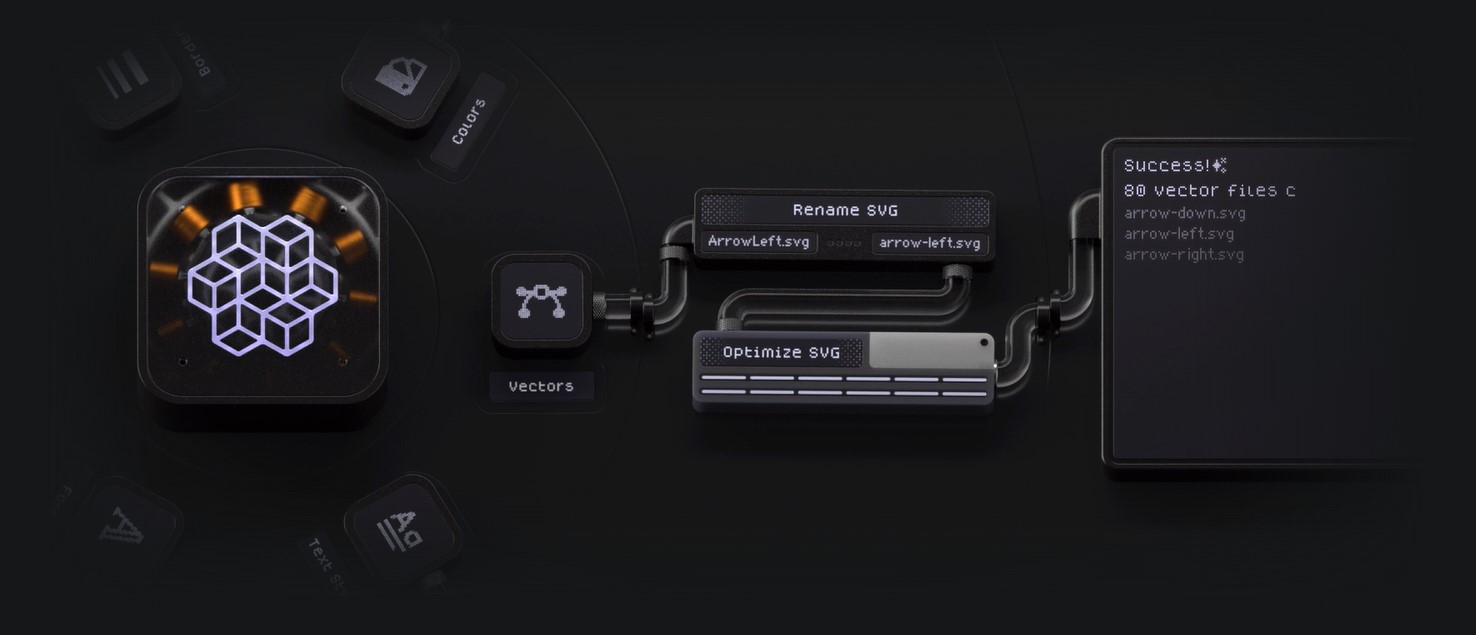 Colors
Rename SVG
ArrowLeft.svg
arrow-left.svg
Optimize SVG
Vectors
Success!
80 vector files c
arrow-down.svg
arrow-left.svg
arrow-right.svg
Aa
Text St